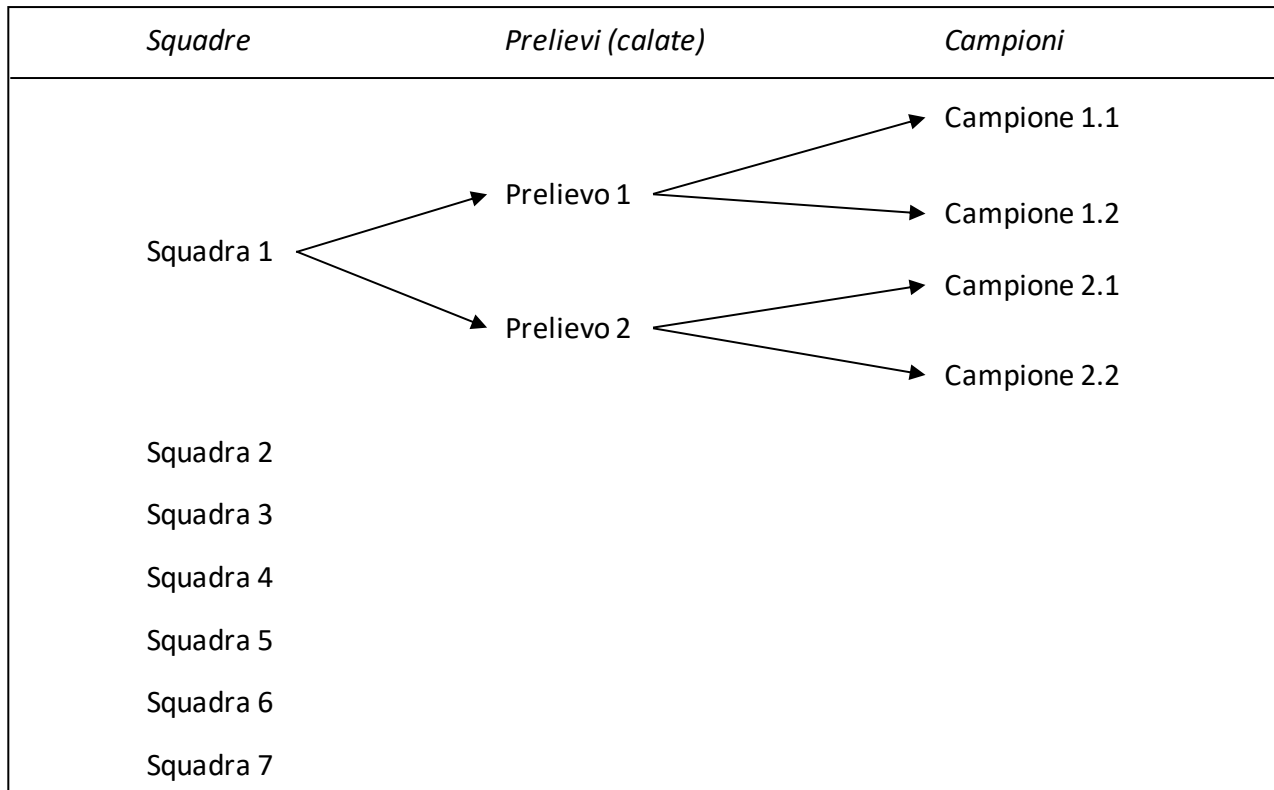 Squadre Prelievi (calate) Campioni
Campione 1.1
Prelievo 1
Campione 1.2
Squadra 1
Campione 2.1
Prelievo 2
Campione 2.2
Squadra 2
Squadra 3
Squadra 4
Squadra 5
Squadra 6
Squadra 7